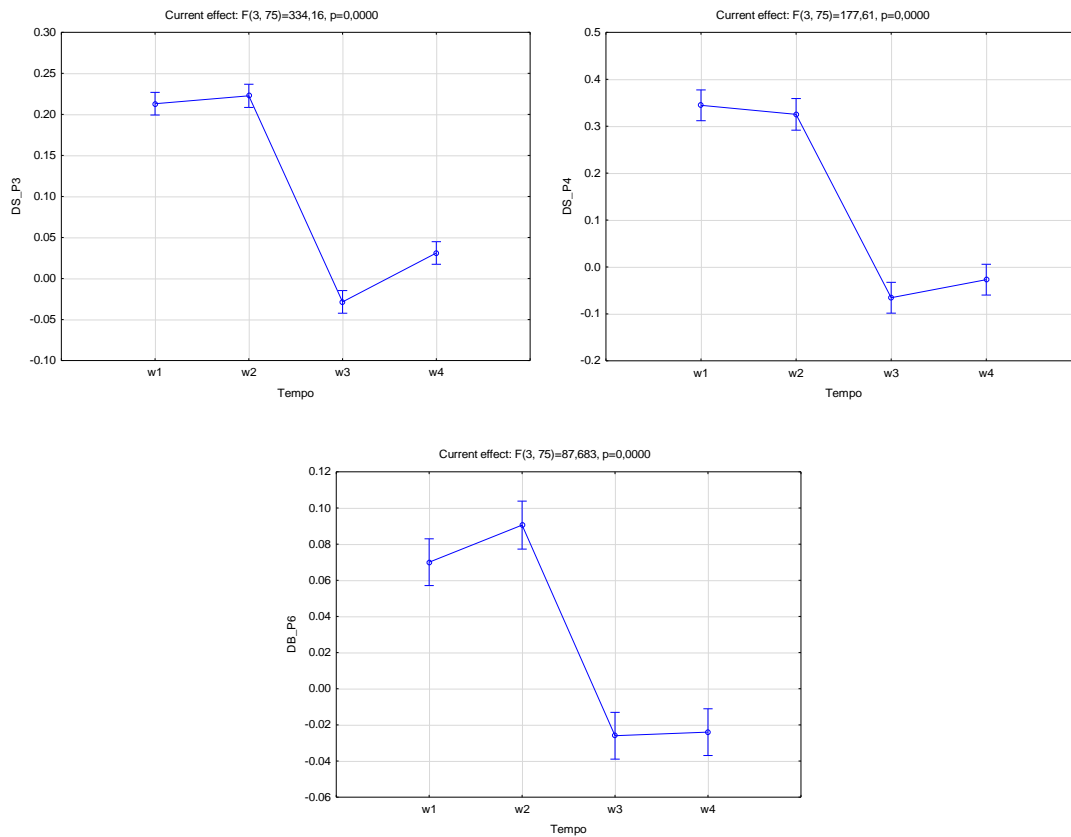 Current effect: F(3, 75)=334,16, p=0,0000
0.30
0.25
0.20
0.15
0.10
0.05
0.00
-0.05
-0.10
DS_P3
w1 w2 w3 w4
Tempo
Current effect: F(3, 75)=177,61, p=0,0000
0.5
0.4
0.3
0.2
0.1
0.0
-0.1
-0.2
DS_P4
w1 w2 w3 w4
Tempo
Current effect: F(3, 75)=87,683, p=0,0000
0.12
0.10
0.08
0.06
0.04
0.02
0.00
-0.02
-0.04
-0.06
DB_P6
w1 w2 w3 w4
Tempo